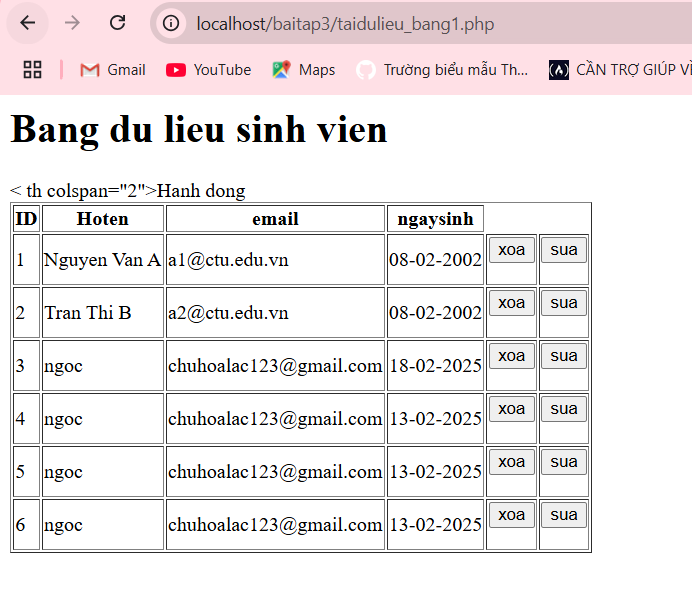 localhost/baitap3/taidulieu_bang1.php
Gmail YouTube Maps Trường biểu mẫu Th... CẦN TRỢ GIÚP VỀ
Bang du lieu sinh vien
< th colspan="2">Hanh dong
ID Hoten email ngaysinh
1 Nguyen Van A a1@ctu.edu.vn 08-02-2002 xoa sua
2 Tran Thi B a2@ctu.edu.vn 08-02-2002 xoa sua
3 ngoc chuhoalac123@gmail.com 18-02-2025 xoa sua
4 ngoc chuhoalac123@gmail.com 13-02-2025 xoa sua
5 ngoc chuhoalac123@gmail.com 13-02-2025 xoa sua
6 ngoc chuhoalac123@gmail.com 13-02-2025 xoa sua